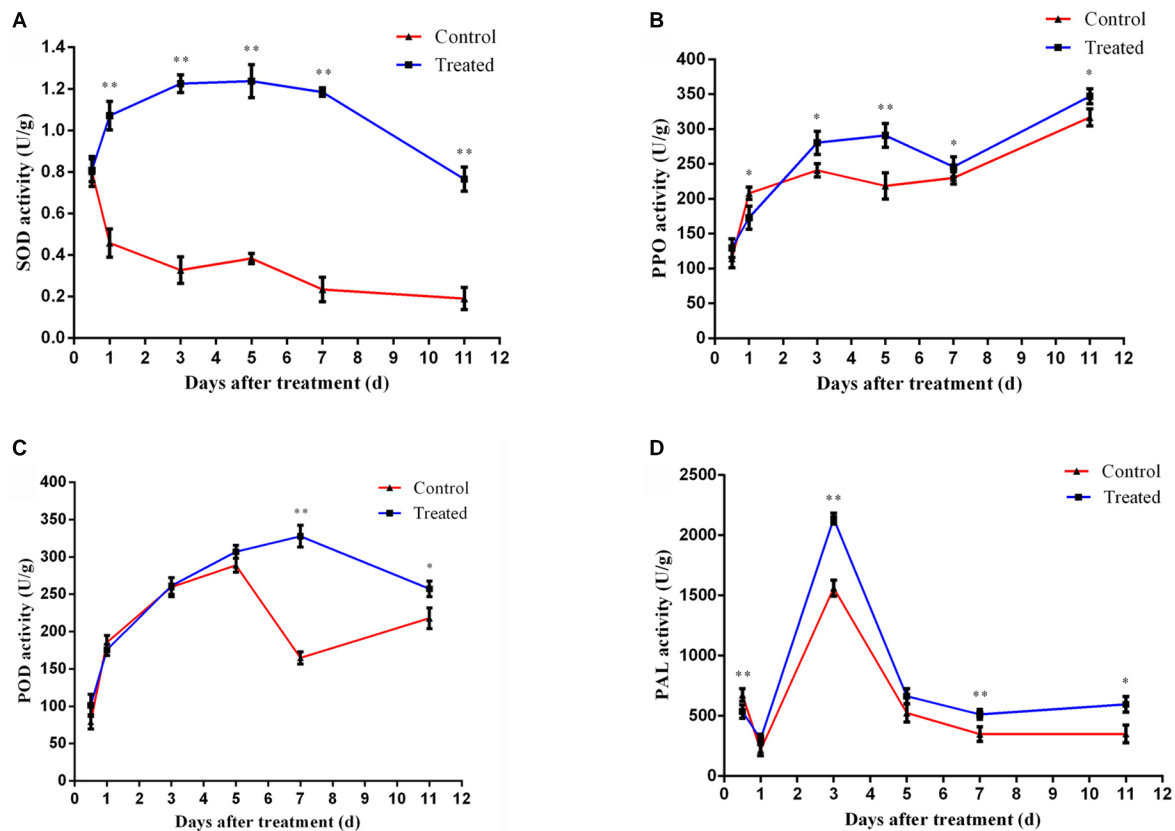 A
Control
Treated
SOD activity (U/g)
1.4
1.2
1.0
0.8
0.6
0.4
0.2
0.0
** ** ** ** **
0 1 2 3 4 5 6 7 8 9 10 11 12
Days after treatment (d)
B
Control
Treated
PPO activity (U/g)
400
350
300
250
200
150
100
50
0
* * ** * *
0 1 2 3 4 5 6 7 8 9 10 11 12
Days after treatment (d)
C
Control
Treated
POD activity (U/g)
400
350
300
250
200
150
100
50
0
** *
0 1 2 3 4 5 6 7 8 9 10 11 12
Days after treatment (d)
D
Control
Treated
PAL activity (U/g)
2500
2000
1500
1000
500
0
** ** ** *
0 1 2 3 4 5 6 7 8 9 10 11 12
Days after treatment (d)